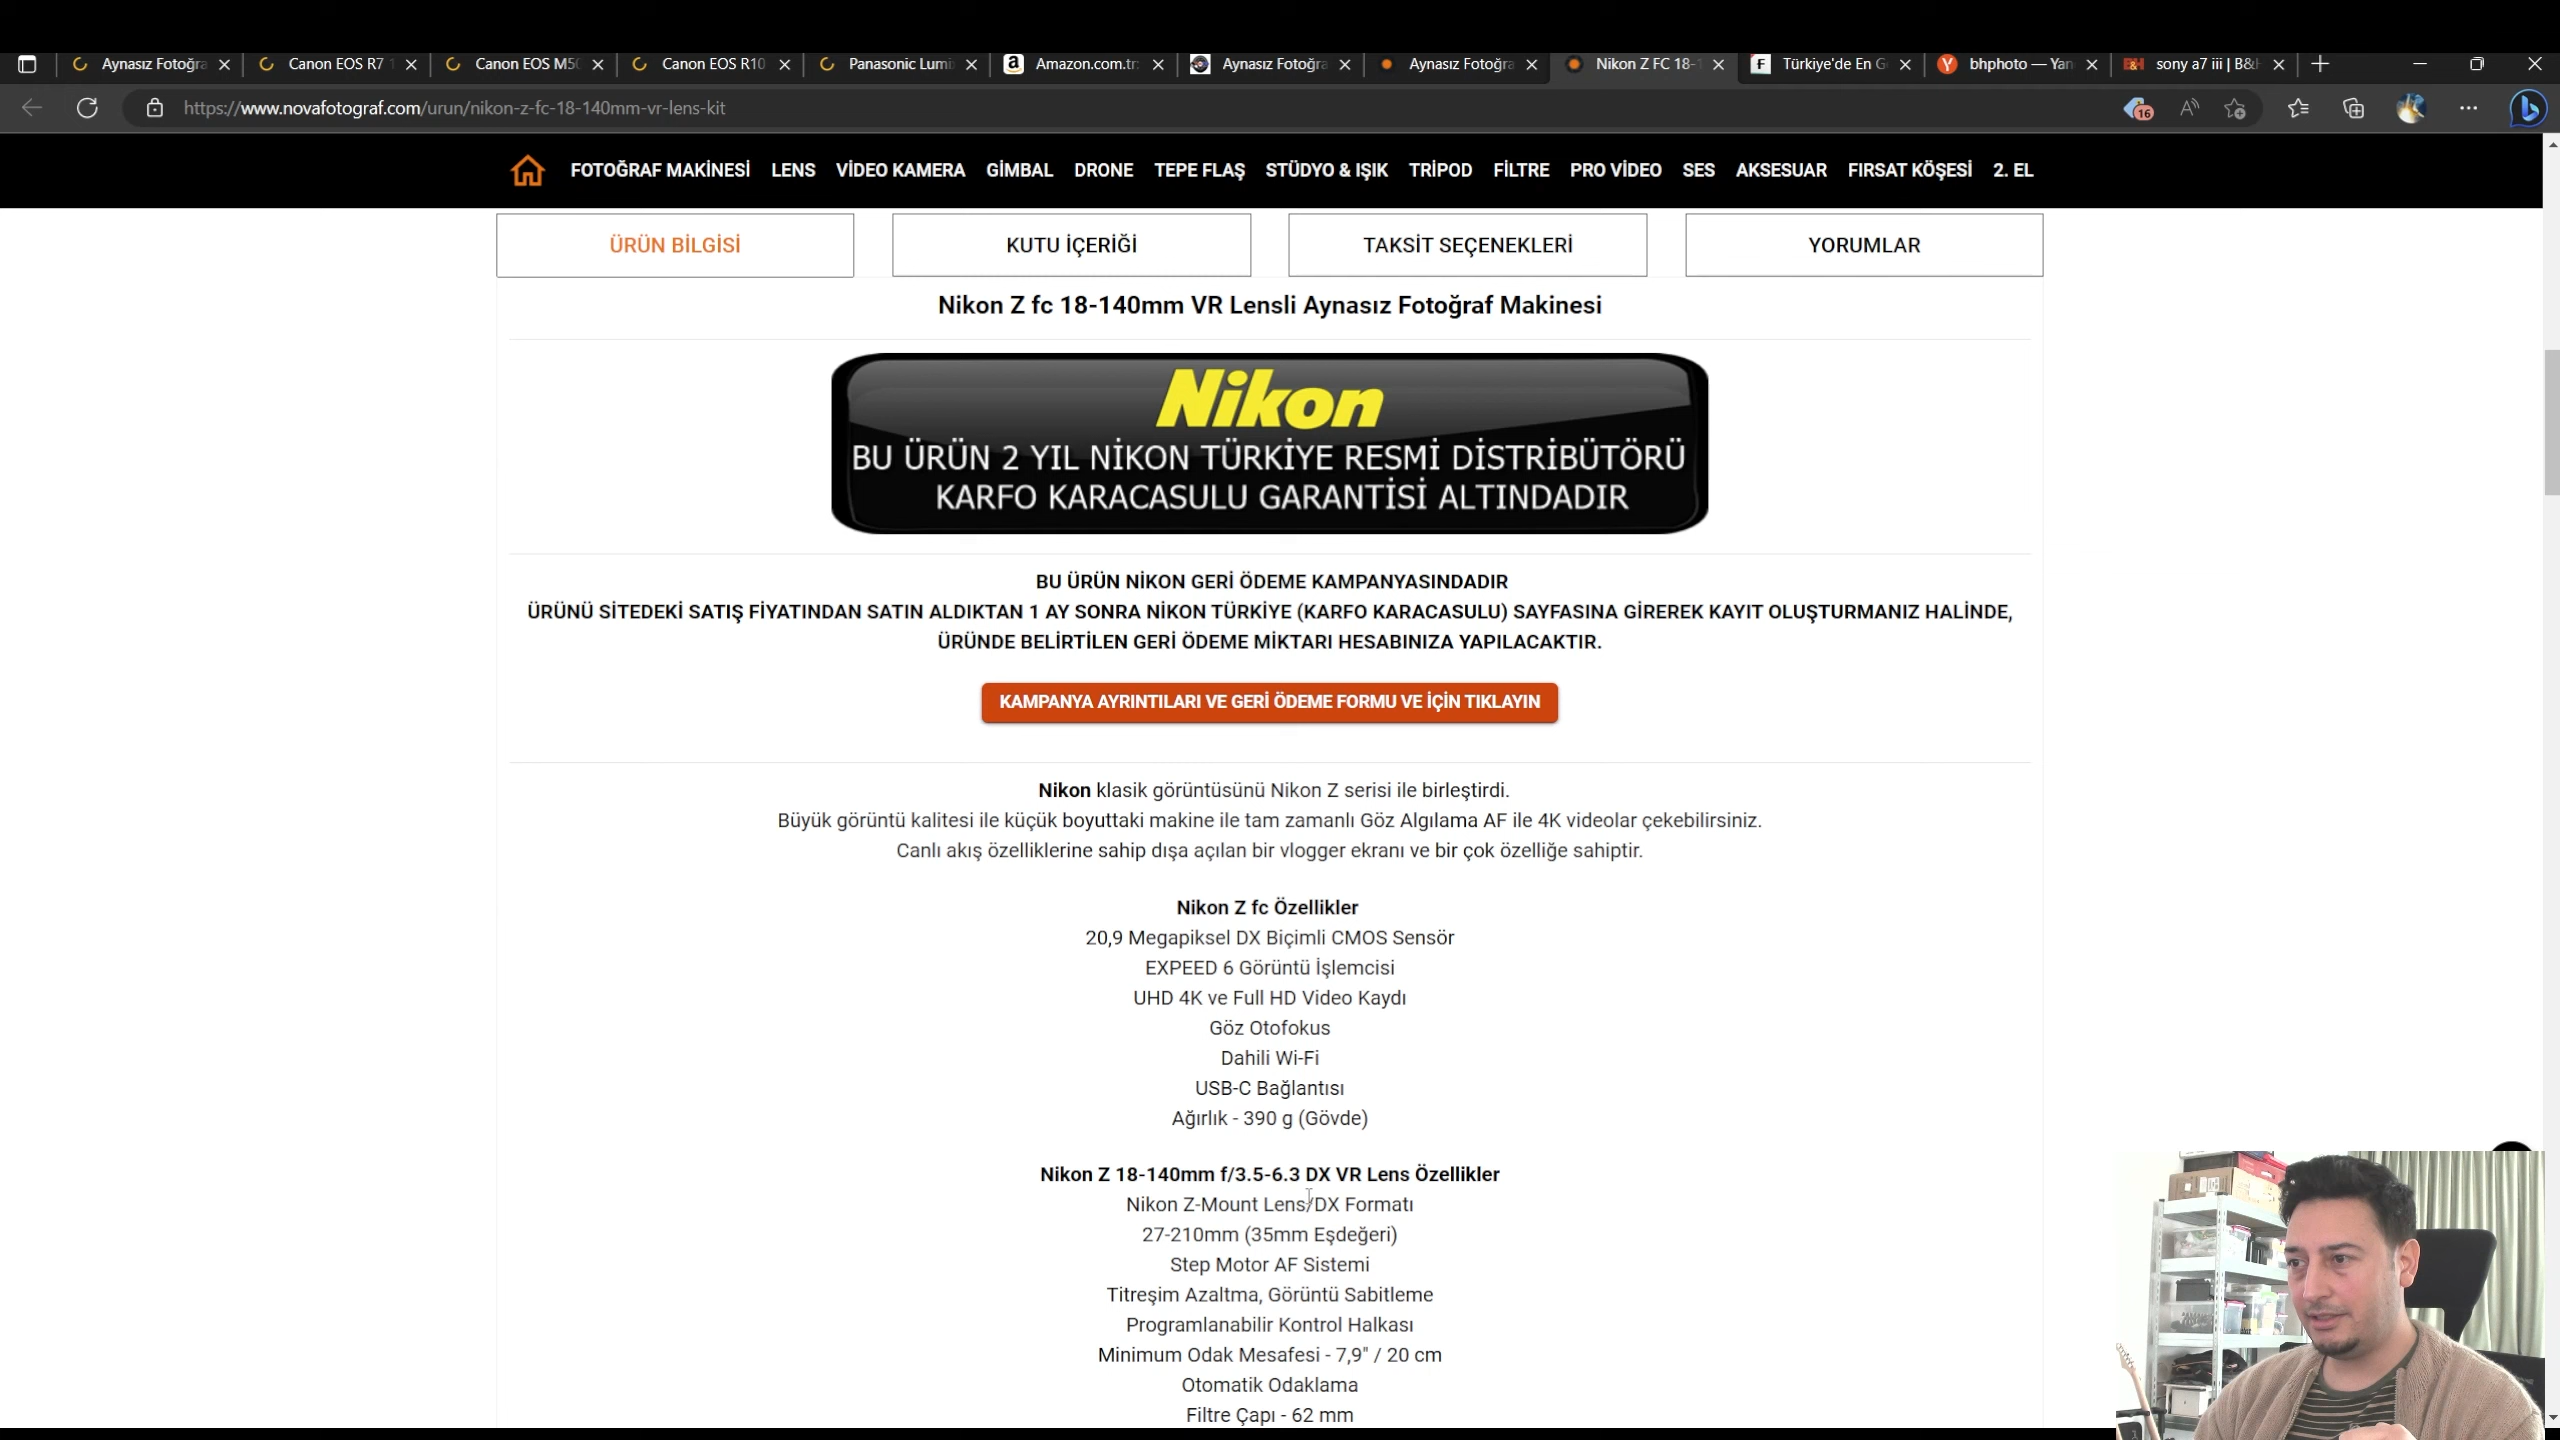 Aynasız Fotoğra
Canon EOS R7 1
Canon EOS M50
Canon EOS R10
Panasonic Lumi
Amazon.com.tr:
Aynasız Fotoğra
Aynasız Fotoğra
Nikon Z FC 18-1
Türkiye'de En G
bhphoto — Yan
sony a7 iii | B&H
https://www.novafotograf.com/urun/nikon-z-fc-18-140mm-vr-lens-kit
16
FOTOĞRAF MAKİNESİ LENS VİDEO KAMERA GİMBAL DRONE TEPE FLAŞ STÜDYO & IŞIK TRİPOD FİLTRE PRO VİDEO SES AKSESUAR FIRSAT KÖŞESİ 2. EL
ÜRÜN BİLGİSİ
KUTU İÇERİĞİ
TAKSİT SEÇENEKLERİ
YORUMLAR
Nikon Z fc 18-140mm VR Lensli Aynasız Fotoğraf Makinesi
Nikon
BU ÜRÜN 2 YIL NİKON TÜRKİYE RESMİ DİSTRİBÜTÖRÜ
KARFO KARACASULU GARANTİSİ ALTINDADIR
BU ÜRÜN NİKON GERİ ÖDEME KAMPANYASINDADIR
ÜRÜNÜ SİTEDEKİ SATIŞ FİYATINDAN SATIN ALDIKTAN 1 AY SONRA NİKON TÜRKİYE (KARFO KARACASULU) SAYFASINA GİREREK KAYIT OLUŞTURMANIZ HALİNDE,
ÜRÜNDE BELİRTİLEN GERİ ÖDEME MİKTARI HESABINIZA YAPILACAKTIR.
KAMPANYA AYRINTILARI VE GERİ ÖDEME FORMU VE İÇİN TIKLAYIN
Nikon klasik görüntüsünü Nikon Z serisi ile birleştirdi.
Büyük görüntü kalitesi ile küçük boyuttaki makine ile tam zamanlı Göz Algılama AF ile 4K videolar çekebilirsiniz.
Canlı akış özelliklerine sahip dışa açılan bir vlogger ekranı ve bir çok özelliğe sahiptir.
Nikon Z fc Özellikler
20,9 Megapiksel DX Biçimli CMOS Sensör
EXPEED 6 Görüntü İşlemcisi
UHD 4K ve Full HD Video Kaydı
Göz Otofokus
Dahili Wi-Fi
USB-C Bağlantısı
Ağırlık - 390 g (Gövde)
Nikon Z 18-140mm f/3.5-6.3 DX VR Lens Özellikler
Nikon Z-Mount Lens/DX Formatı
27-210mm (35mm Eşdeğeri)
Step Motor AF Sistemi
Titreşim Azaltma, Görüntü Sabitleme
Programlanabilir Kontrol Halkası
Minimum Odak Mesafesi - 7,9" / 20 cm
Otomatik Odaklama
Filtre Çapı - 62 mm